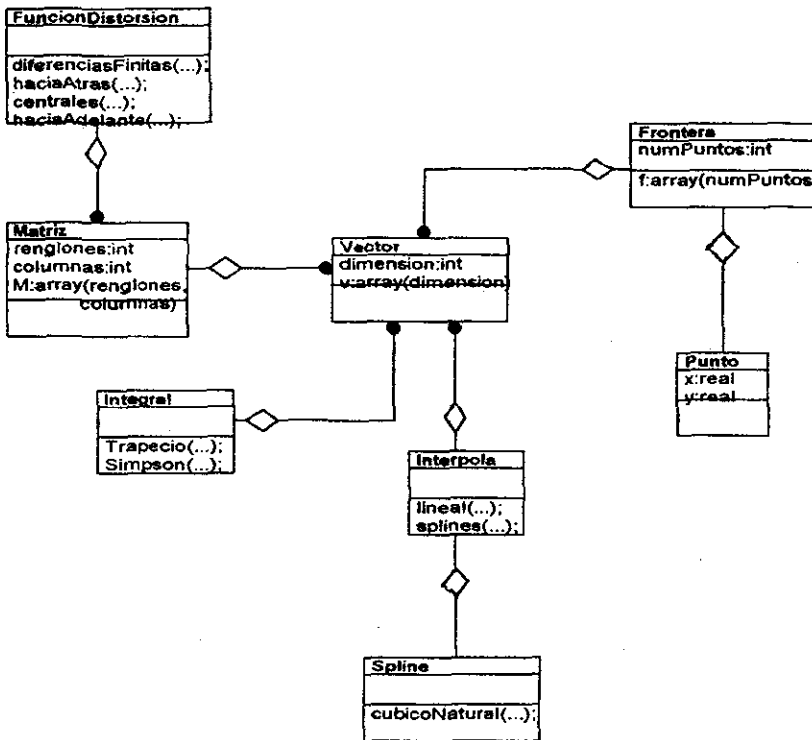 FuncionDistorsion
diferenciasFinitas(...);
haciaAtras(...);
centrales(...);
haciaAdelante(...);
Frontera
numPuntos:int
f:array(numPuntos
Matriz
renglones:int
columnas:int
M:array(renglones,
columnas)
Vector
dimension:int
v:array(dimension)
Punto
x:real
y:real
Integral
Trapecio(...);
Simpson(...);
Interpola
lineal(...);
splines(...);
Spline
cubicoNatural(...);